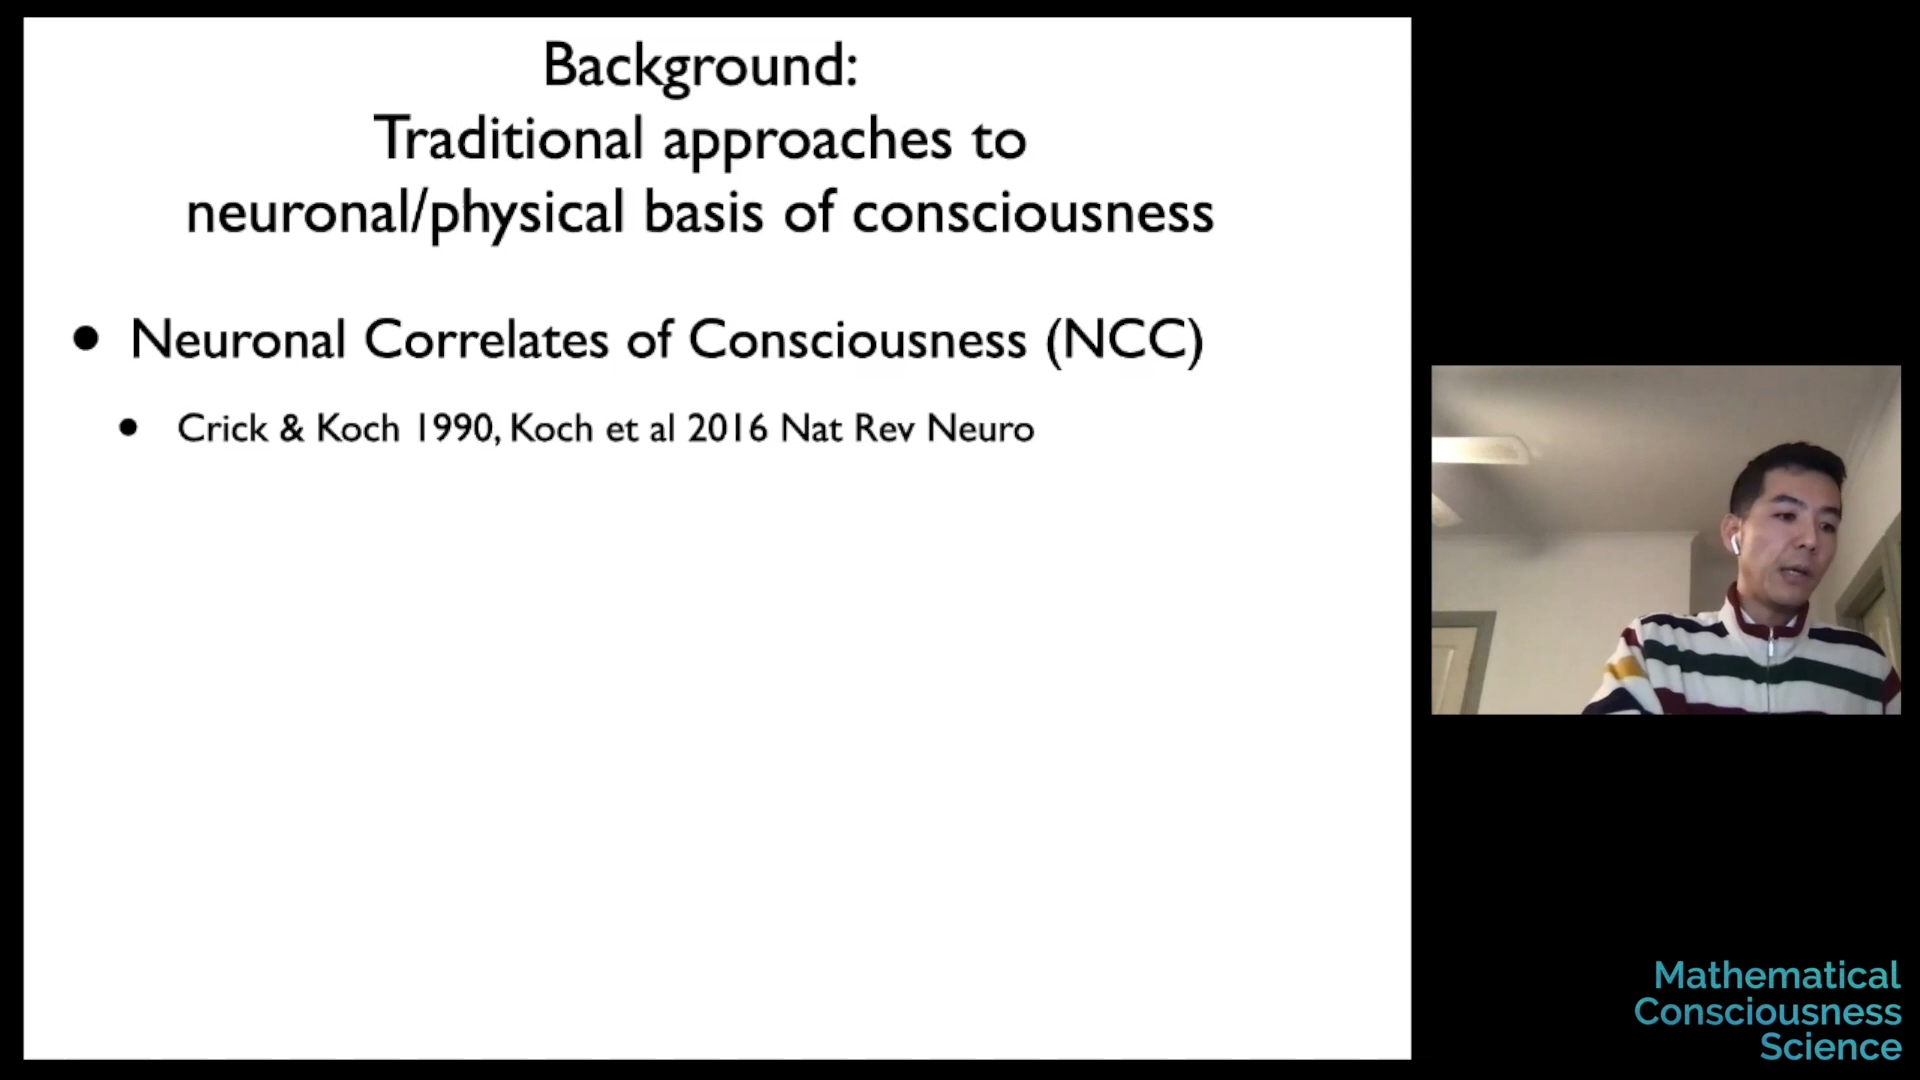 Background:
Traditional approaches to
neuronal/physical basis of consciousness
• Neuronal Correlates of Consciousness (NCC)
• Crick & Koch 1990, Koch et al 2016 Nat Rev Neuro
Mathematical
Consciousness
Science